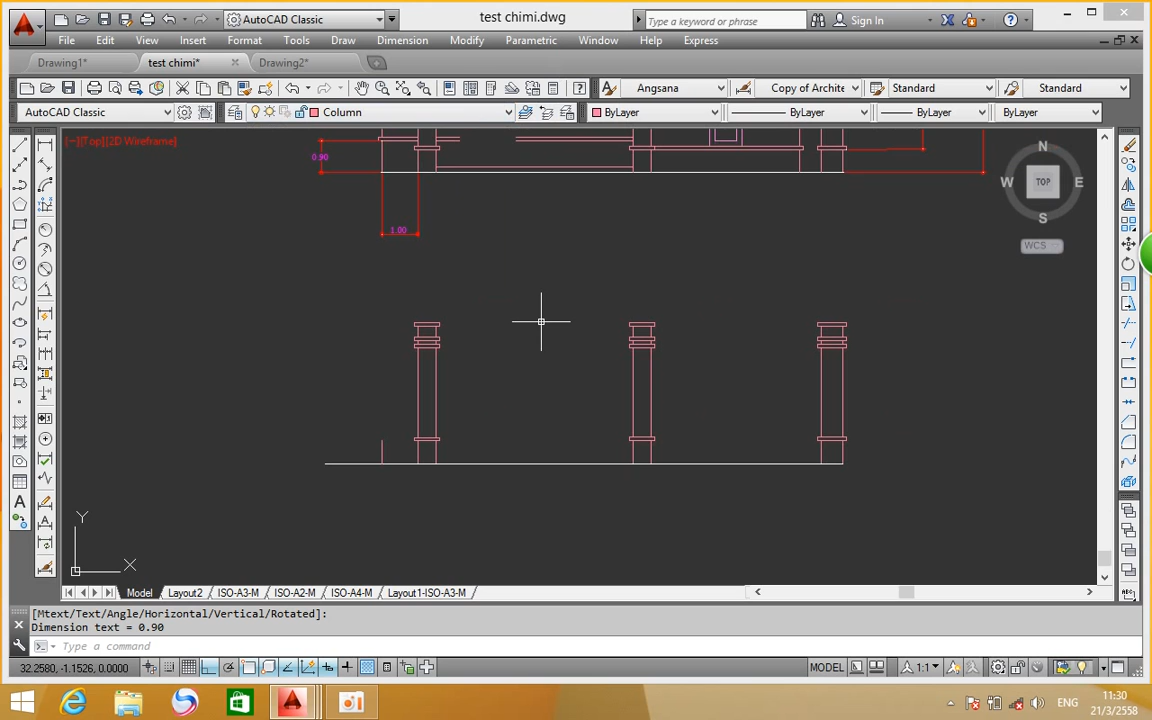 AutoCAD Classic
test chimi.dwg
Type a keyword or phrase
Sign In
File Edit View Insert Format Tools Draw Dimension Modify Parametric Window Help Express
Drawing1* test chimi* Drawing2*
Angsana Copy of Archite Standard Standard
AutoCAD Classic Column ByLayer ByLayer ByLayer ByLayer
[−][Top][2D Wireframe]
0.90
1.00
N
W TOP E
S
WCS
Y
X
Model Layout2 ISO-A3-M ISO-A2-M ISO-A4-M Layout1-ISO-A3-M
[Mtext/Text/Angle/Horizontal/Vertical/Rotated]:
Dimension text = 0.90
Type a command
32.2580, -1.1526, 0.0000 MODEL 1:1
ENG 11:30
21/3/2558